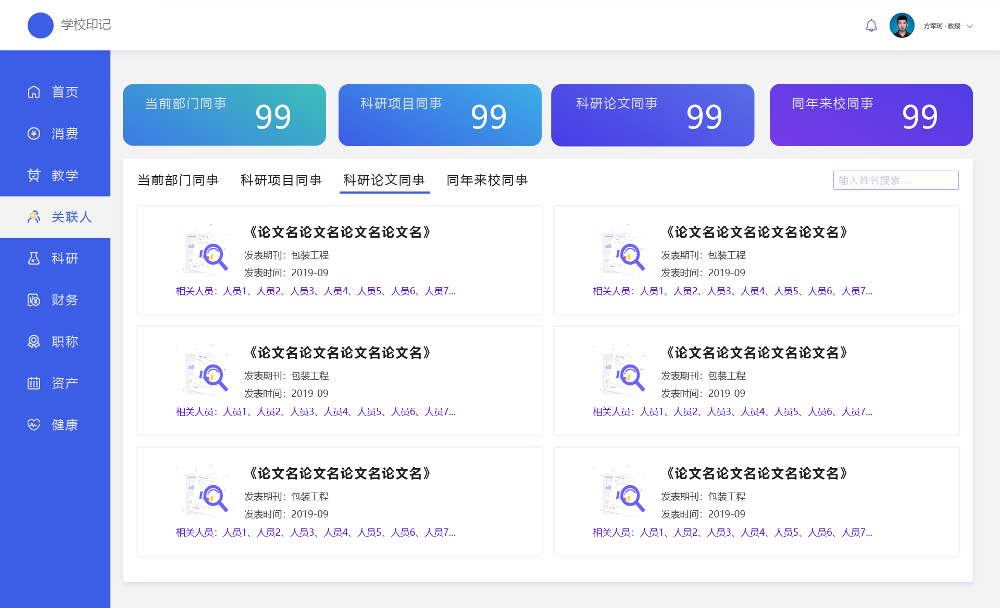 学校印记
方军珂 · 教授
首页
消费
教学
关联人
科研
财务
职称
资产
健康
当前部门同事 99
科研项目同事 99
科研论文同事 99
同年来校同事 99
当前部门同事 科研项目同事 科研论文同事 同年来校同事
输入姓名搜索...
《论文名论文名论文名论文名》
发表期刊：包装工程
发表时间：2019-09
相关人员：人员1、人员2、人员3、人员4、人员5、人员6、人员7...
《论文名论文名论文名论文名》
发表期刊：包装工程
发表时间：2019-09
相关人员：人员1、人员2、人员3、人员4、人员5、人员6、人员7...
《论文名论文名论文名论文名》
发表期刊：包装工程
发表时间：2019-09
相关人员：人员1、人员2、人员3、人员4、人员5、人员6、人员7...
《论文名论文名论文名论文名》
发表期刊：包装工程
发表时间：2019-09
相关人员：人员1、人员2、人员3、人员4、人员5、人员6、人员7...
《论文名论文名论文名论文名》
发表期刊：包装工程
发表时间：2019-09
相关人员：人员1、人员2、人员3、人员4、人员5、人员6、人员7...
《论文名论文名论文名论文名》
发表期刊：包装工程
发表时间：2019-09
相关人员：人员1、人员2、人员3、人员4、人员5、人员6、人员7...